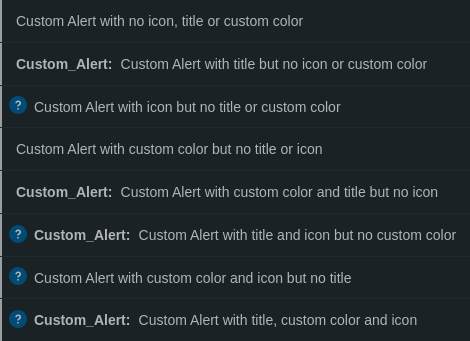 Custom Alert with no icon, title or custom color
Custom_Alert: Custom Alert with title but no icon or custom color
? Custom Alert with icon but no title or custom color
Custom Alert with custom color but no title or icon
Custom_Alert: Custom Alert with custom color and title but no icon
? Custom_Alert: Custom Alert with title and icon but no custom color
? Custom Alert with custom color and icon but no title
? Custom_Alert: Custom Alert with title, custom color and icon